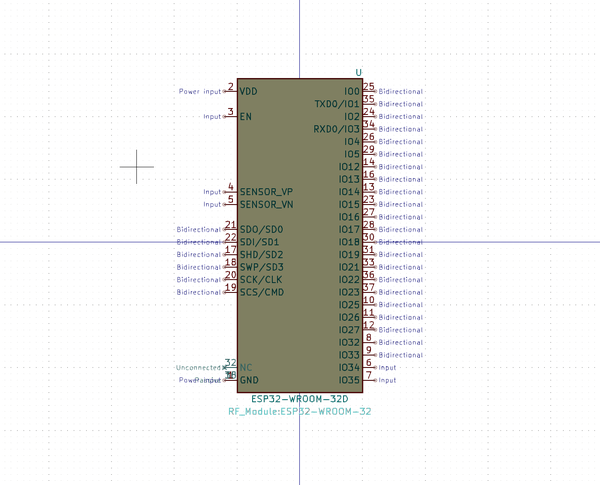 U
Power input 2 VDD IO0 25 Bidirectional
TXD0/IO1 35 Bidirectional
Input 3 EN IO2 24 Bidirectional
RXD0/IO3 34 Bidirectional
IO4 26 Bidirectional
IO5 29 Bidirectional
IO12 14 Bidirectional
IO13 16 Bidirectional
Input 4 SENSOR_VP IO14 13 Bidirectional
Input 5 SENSOR_VN IO15 23 Bidirectional
IO16 27 Bidirectional
Bidirectional 21 SDO/SD0 IO17 28 Bidirectional
Bidirectional 22 SDI/SD1 IO18 30 Bidirectional
Bidirectional 17 SHD/SD2 IO19 31 Bidirectional
Bidirectional 18 SWP/SD3 IO21 33 Bidirectional
Bidirectional 20 SCK/CLK IO22 36 Bidirectional
Bidirectional 19 SCS/CMD IO23 37 Bidirectional
IO25 10 Bidirectional
IO26 11 Bidirectional
IO27 12 Bidirectional
IO32 8 Bidirectional
IO33 9 Bidirectional
Unconnected 32 NC IO34 6 Input
Power input GND IO35 7 Input
ESP32-WROOM-32D
RF_Module:ESP32-WROOM-32